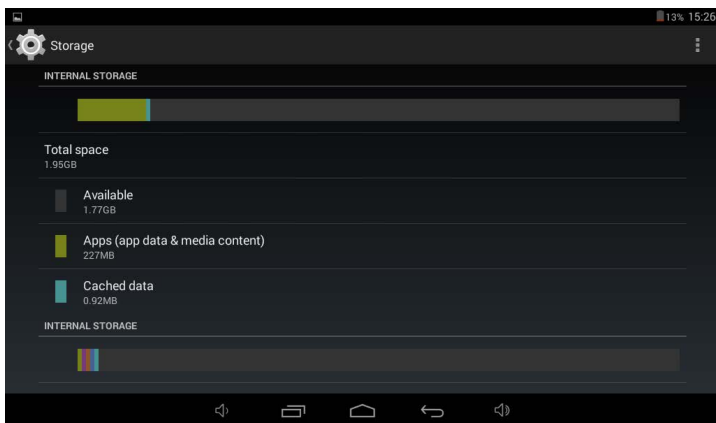 13% 15:26
Storage
INTERNAL STORAGE
Total space
1.95GB
Available
1.77GB
Apps (app data & media content)
227MB
Cached data
0.92MB
INTERNAL STORAGE